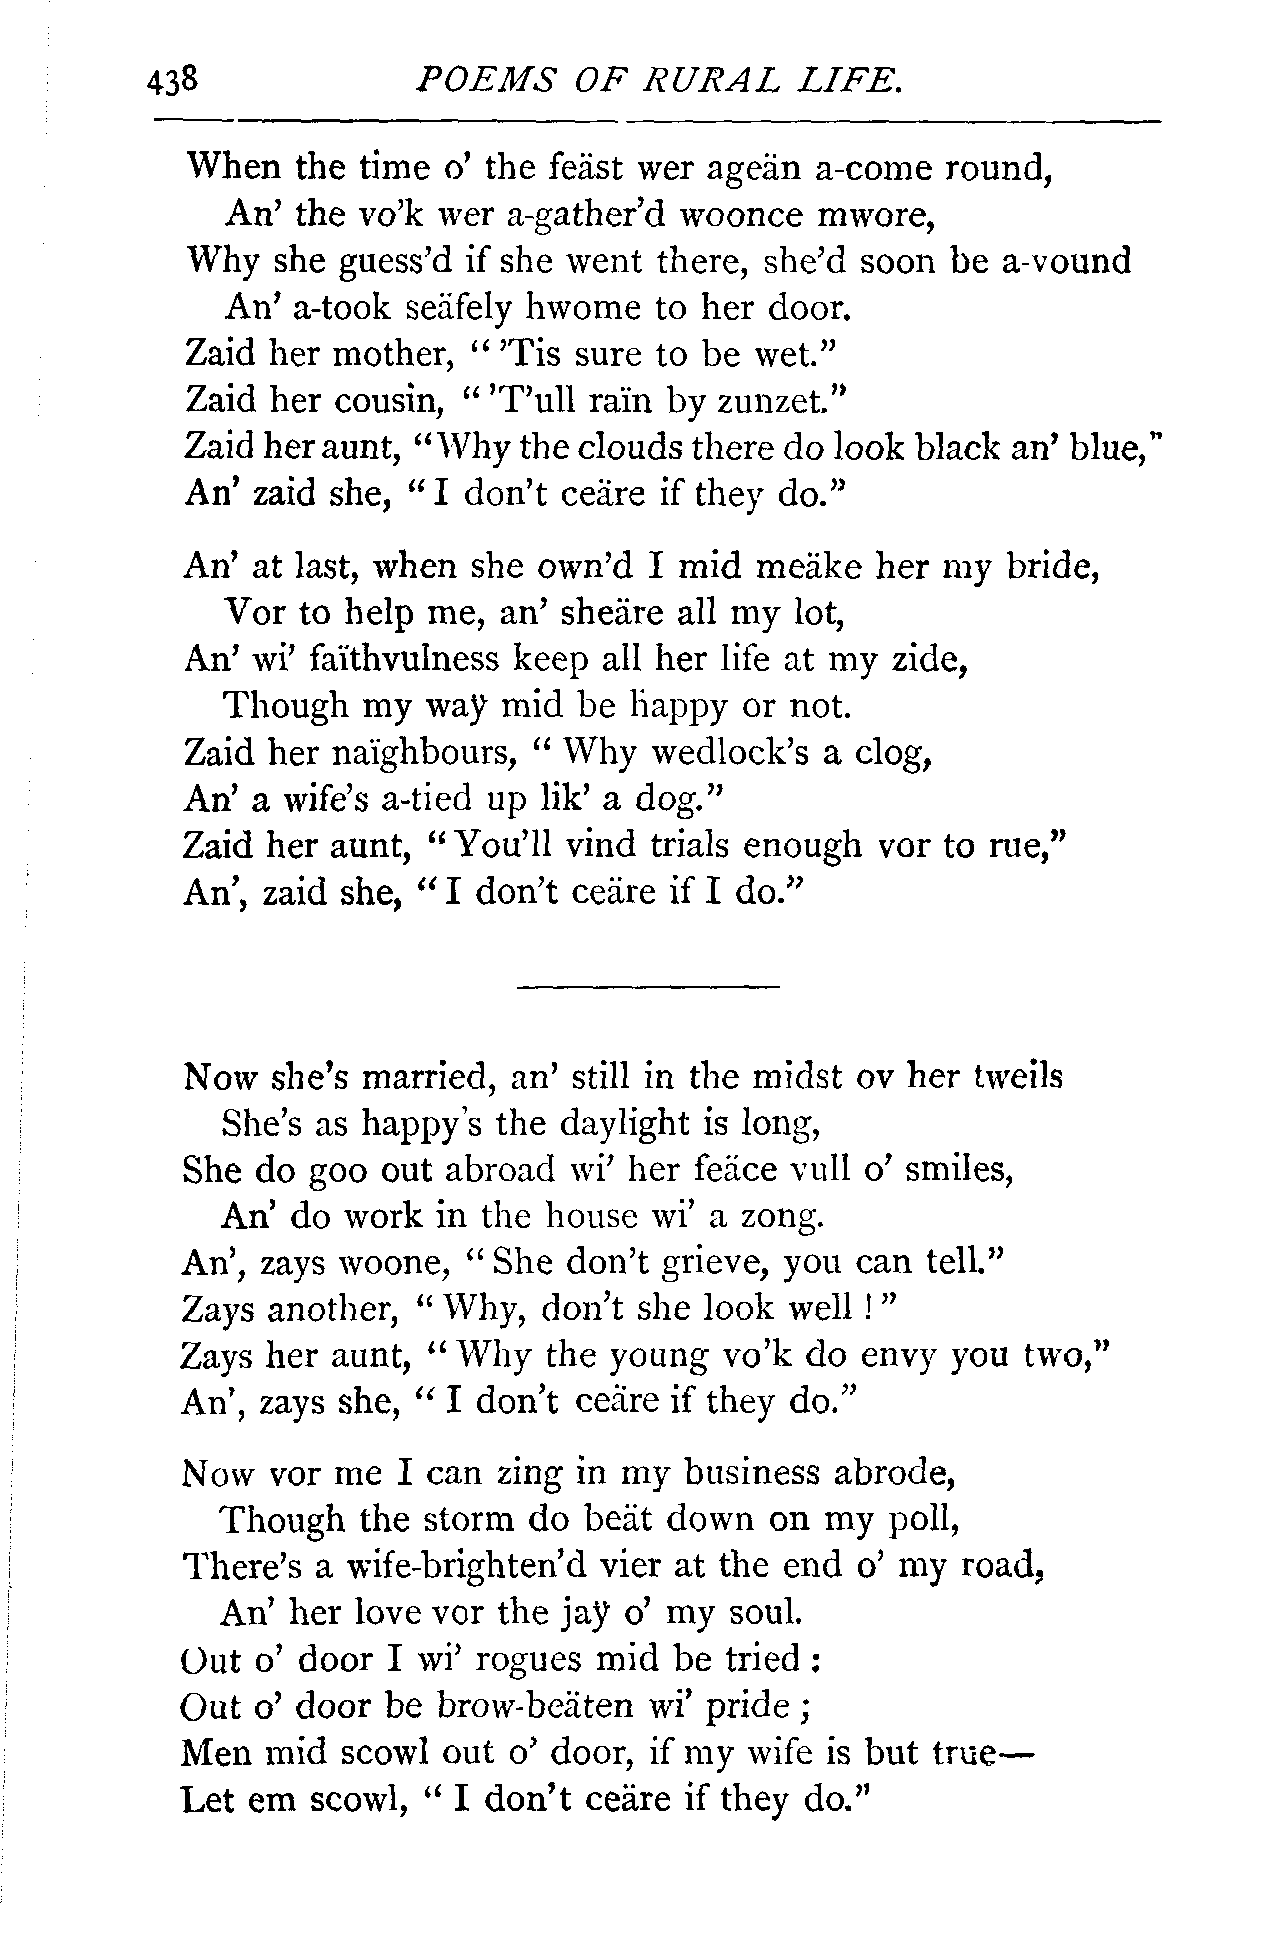 438 POEMS OF RURAL LIFE.
When the time o' the feäst wer ageän a-come round,
An' the vo'k wer a-gather'd woonce mwore,
Why she guess'd if she went there, she'd soon be a-vound
An' a-took seäfely hwome to her door.
Zaid her mother, “ 'Tis sure to be wet.”
Zaid her cousin, “ 'T'ull raïn by zunzet.”
Zaid her aunt, “Why the clouds there do look black an' blue,”
An' zaid she, “ I don't ceäre if they do.”
An' at last, when she own'd I mid meäke her my bride,
Vor to help me, an' sheäre all my lot,
An' wi' faïthvulness keep all her life at my zide,
Though my waÿ mid be happy or not.
Zaid her naïghbours, “ Why wedlock's a clog,
An' a wife's a-tied up lik' a dog.”
Zaid her aunt, “ You'll vind trials enough vor to rue,”
An', zaid she, “ I don't ceäre if I do.”
Now she's married, an' still in the midst ov her tweils
She's as happy's the daylight is long,
She do goo out abroad wi' her feäce vull o' smiles,
An' do work in the house wi' a zong.
An', zays woone, “ She don't grieve, you can tell.”
Zays another, “ Why, don't she look well ! ”
Zays her aunt, “ Why the young vo'k do envy you two,”
An', zays she, “ I don't ceäre if they do.”
Now vor me I can zing in my business abrode,
Though the storm do beät down on my poll,
There's a wife-brighten'd vier at the end o' my road,
An' her love vor the jaÿ o' my soul.
Out o' door I wi' rogues mid be tried :
Out o' door be brow-beäten wi' pride ;
Men mid scowl out o' door, if my wife is but true—
Let em scowl, “ I don't ceäre if they do.”